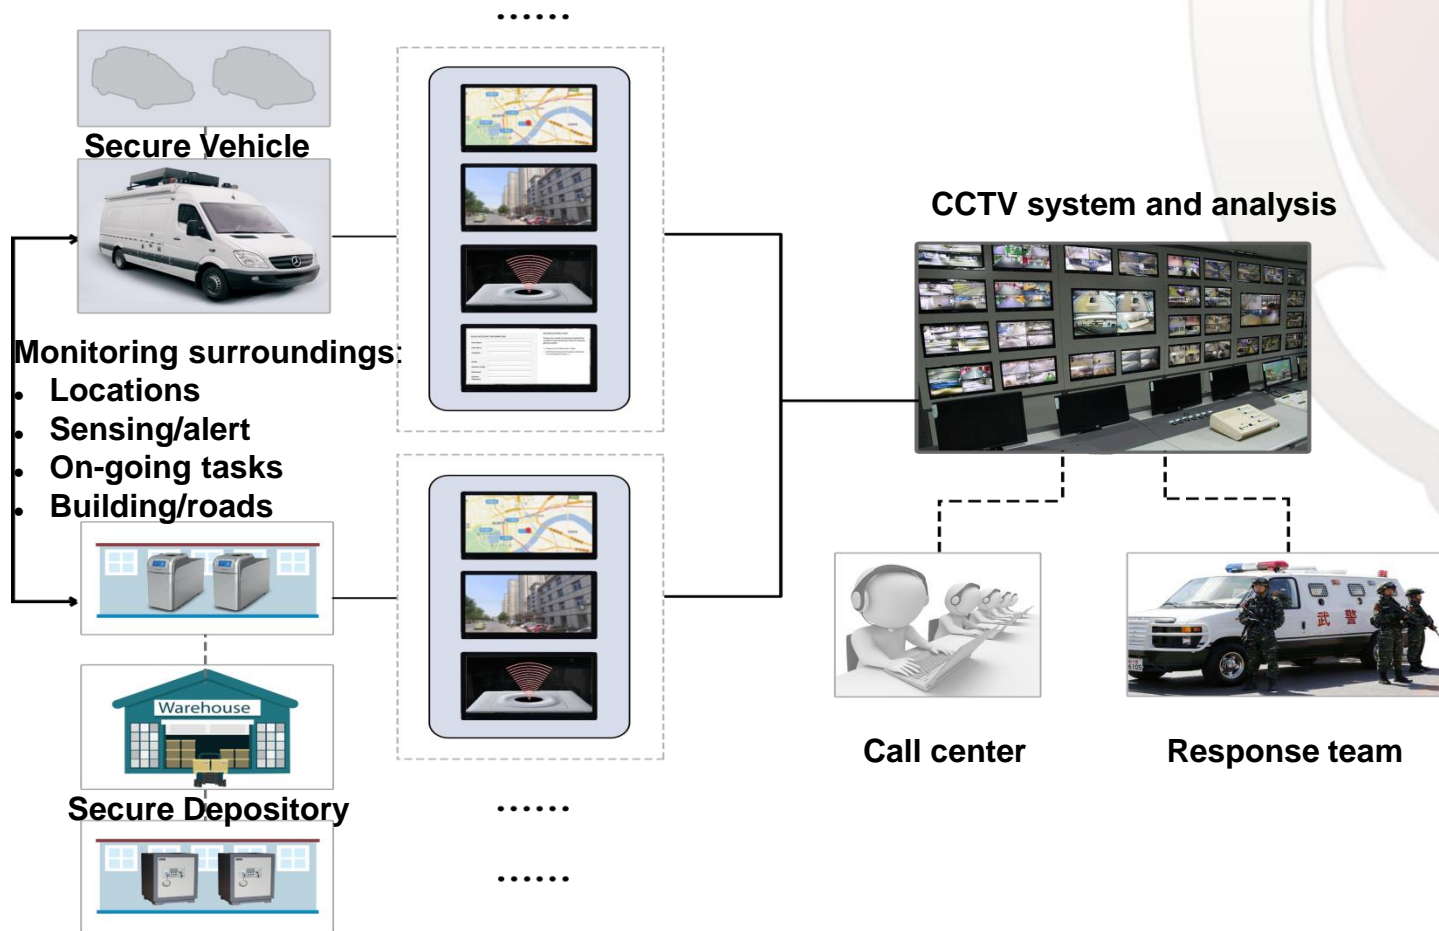 ......
Secure Vehicle
CCTV system and analysis
Monitoring surroundings:
• Locations
• Sensing/alert
• On-going tasks
• Building/roads
Warehouse
武 警
Call center
Response team
Secure Depository
......
......